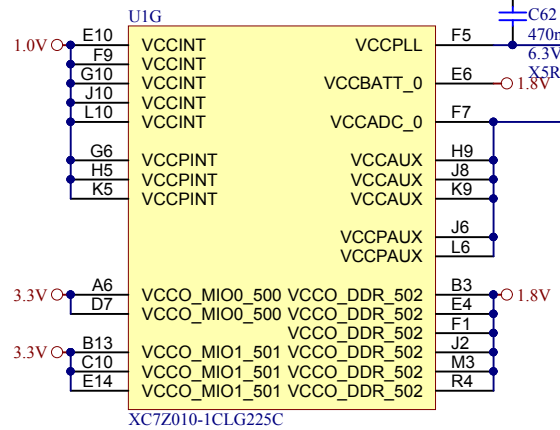 U1G
C62
470n
6.3V
X5R
1.0V E10 VCCINT VCCPLL F5
F9 VCCINT
G10 VCCINT VCCBATT_0 E6 1.8V
J10 VCCINT
L10 VCCINT VCCADC_0 F7
G6 VCCPINT VCCAUX H9
H5 VCCPINT VCCAUX J8
K5 VCCPINT VCCAUX K9
VCCPAUX J6
VCCPAUX L6
3.3V A6 VCCO_MIO0_500 VCCO_DDR_502 B3 1.8V
D7 VCCO_MIO0_500 VCCO_DDR_502 E4
VCCO_DDR_502 F1
3.3V B13 VCCO_MIO1_501 VCCO_DDR_502 J2
C10 VCCO_MIO1_501 VCCO_DDR_502 M3
E14 VCCO_MIO1_501 VCCO_DDR_502 R4
XC7Z010-1CLG225C